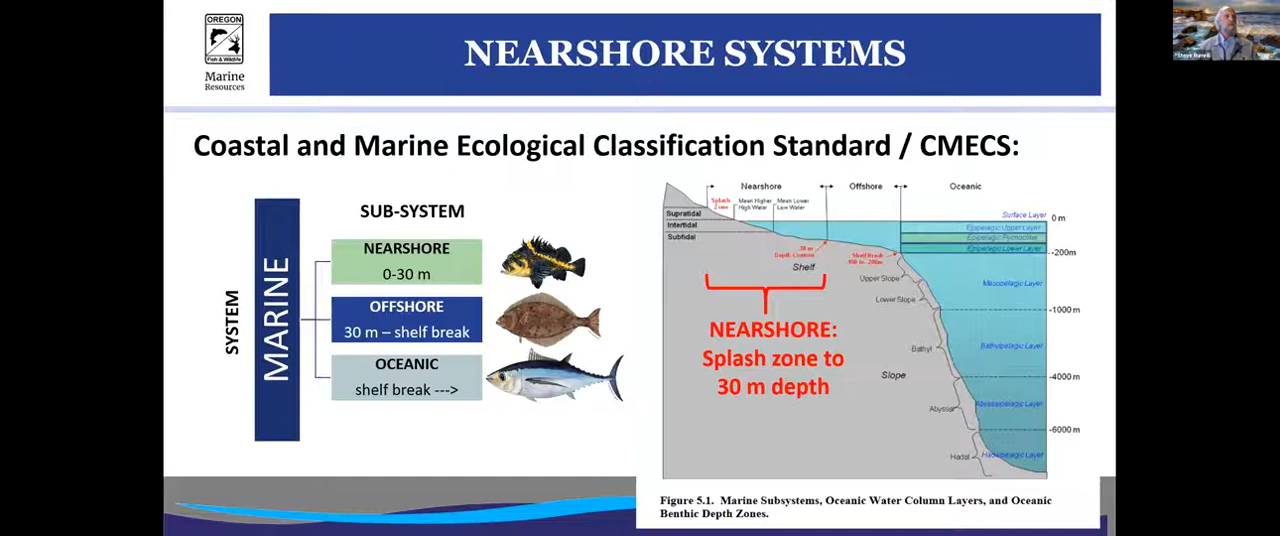 OREGON
Fish & Wildlife
Marine
Resources
NEARSHORE SYSTEMS
Coastal and Marine Ecological Classification Standard / CMECS:
SYSTEM
MARINE
SUB-SYSTEM
NEARSHORE
0-30 m
OFFSHORE
30 m – shelf break
OCEANIC
shelf break --->
Nearshore
Offshore
Oceanic
Splash
Zone
Mean Higher
High Water
Mean Lower
Low Water
Supratidal
Intertidal
Subtidal
30 m
Depth Contour
Shelf Break
Shelf
Surface Layer
0 m
Epipelagic Upper Layer
Epipelagic Pycnocline
Epipelagic Lower Layer
-200m
Upper Slope
Mesopelagic Layer
Lower Slope
-1000 m
Bathyl
Bathypelagic Layer
Slope
-4000 m
Abyssal
Abyssopelagic Layer
-6000 m
Hadal
Hadalpelagic Layer
NEARSHORE:
Splash zone to
30 m depth
Figure 5.1. Marine Subsystems, Oceanic Water Column Layers, and Oceanic
Benthic Depth Zones.